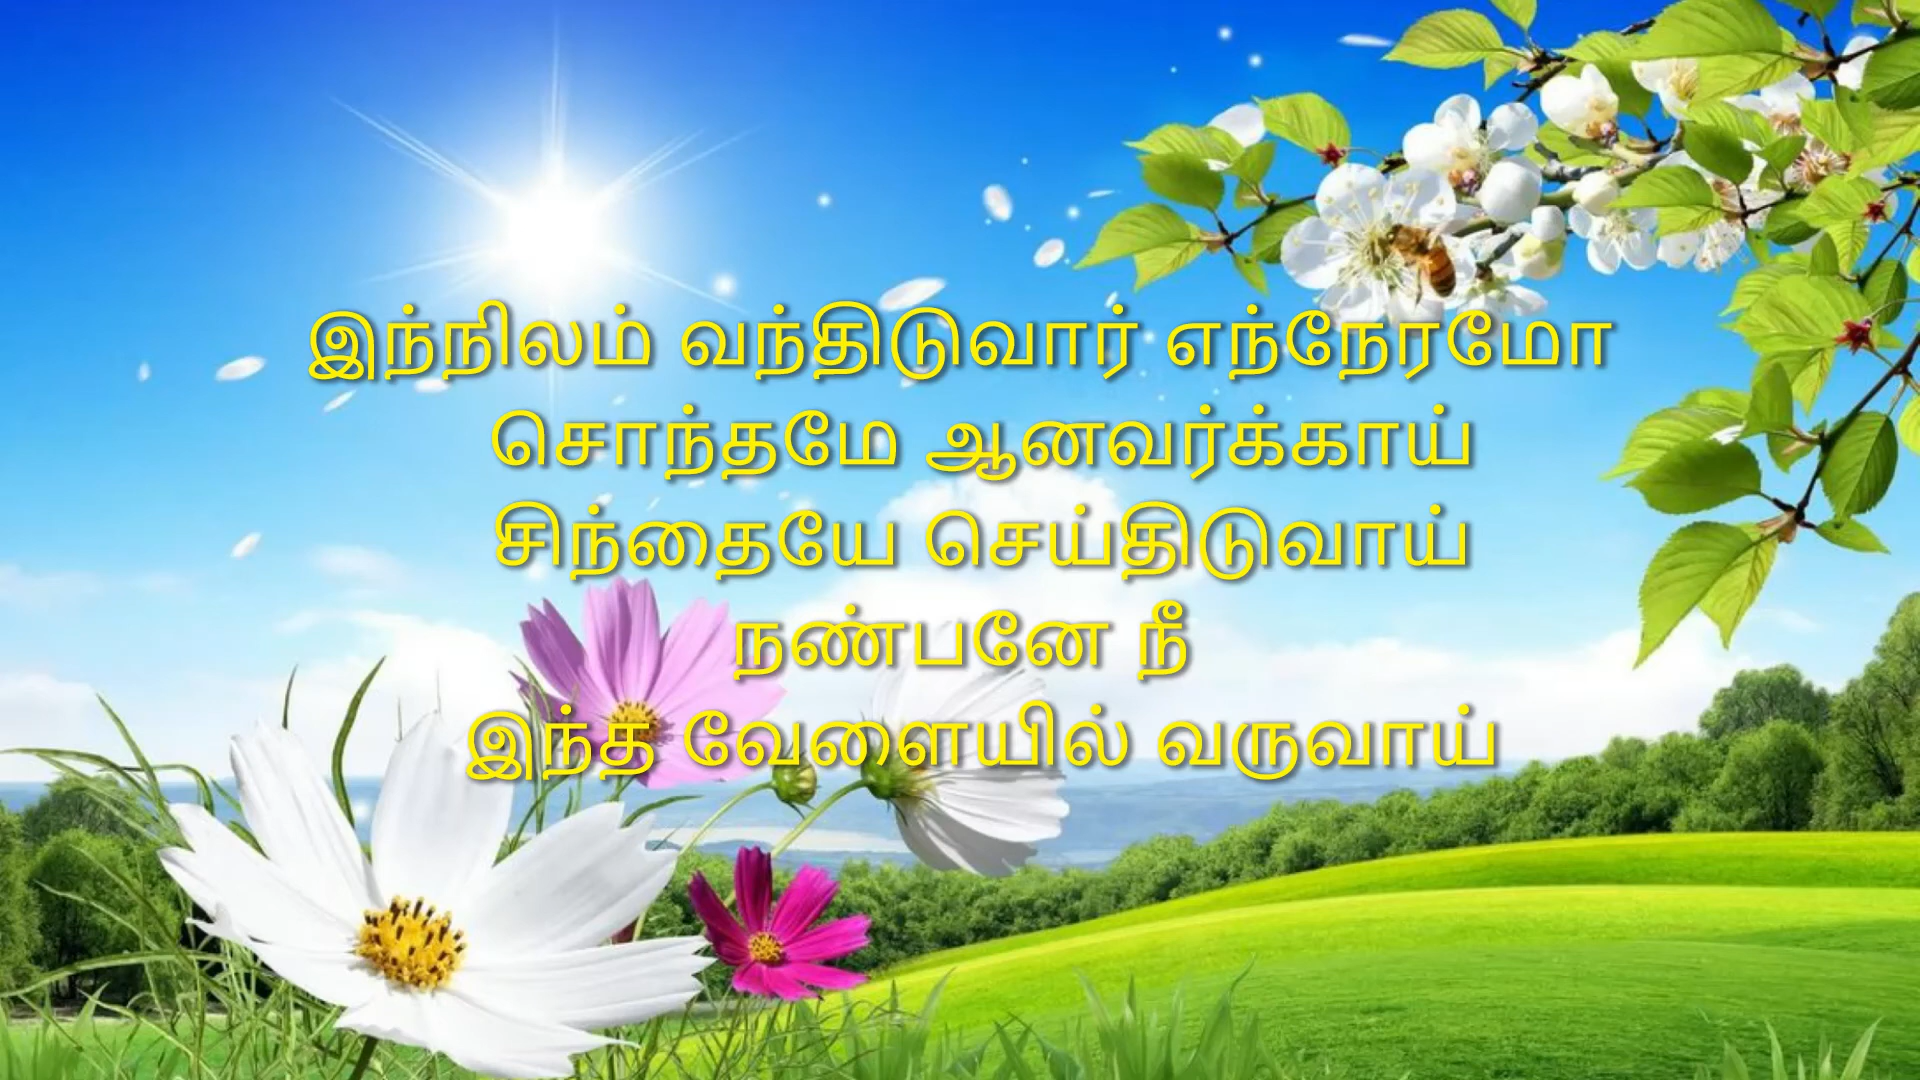 இந்நிலம் வந்திடுவார் எந்நேரமோ
சொந்தமே ஆனவர்க்காய்
சிந்தையே செய்திடுவாய்
நண்பனே நீ
இந்த வேளையில் வருவாய்